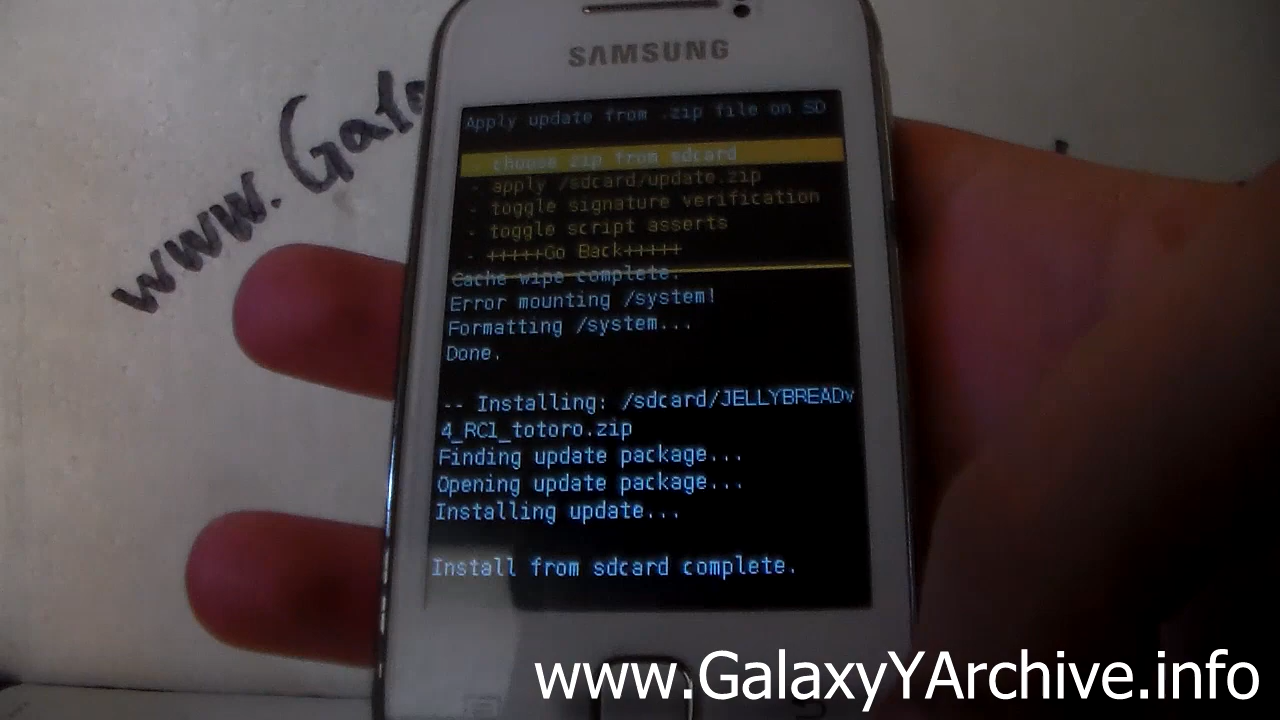 www.Galo
SAMSUNG
Apply update from .zip file on SD
- choose zip from sdcard
- apply /sdcard/update.zip
- toggle signature verification
- toggle script asserts
- +++++Go Back+++++
Cache wipe complete.
Error mounting /system!
Formatting /system...
Done.
-- Installing: /sdcard/JELLYBREADv
4_RC1_totoro.zip
Finding update package...
Opening update package...
Installing update...
Install from sdcard complete.
www.GalaxyYArchive.info